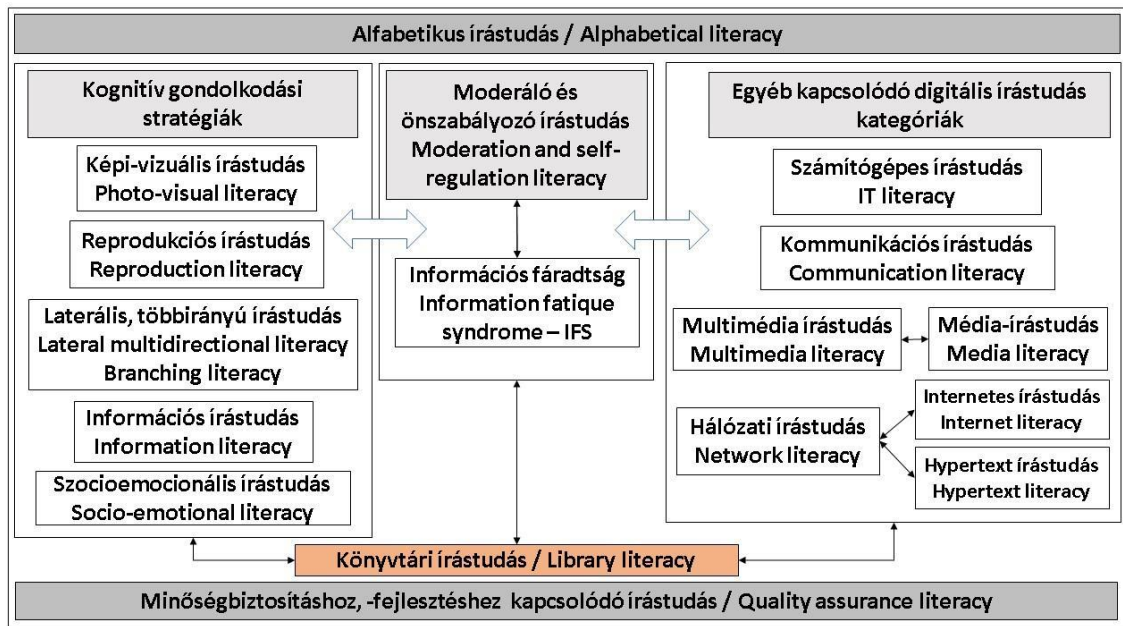 Alfabetikus írástudás / Alphabetical literacy
Kognitív gondolkodási
stratégiák
Képi-vizuális írástudás
Photo-visual literacy
Reprodukciós írástudás
Reproduction literacy
Laterális, többirányú írástudás
Lateral multidirectional literacy
Branching literacy
Információs írástudás
Information literacy
Szocioemocionális írástudás
Socio-emotional literacy
Moderáló és
önszabályozó írástudás
Moderation and self-
regulation literacy
Információs fáradtság
Information fatique
syndrome – IFS
Egyéb kapcsolódó digitális írástudás
kategóriák
Számítógépes írástudás
IT literacy
Kommunikációs írástudás
Communication literacy
Multimédia írástudás
Multimedia literacy
Média-írástudás
Media literacy
Hálózati írástudás
Network literacy
Internetes írástudás
Internet literacy
Hypertext írástudás
Hypertext literacy
Könyvtári írástudás / Library literacy
Minőségbiztosításhoz, -fejlesztéshez kapcsolódó írástudás / Quality assurance literacy